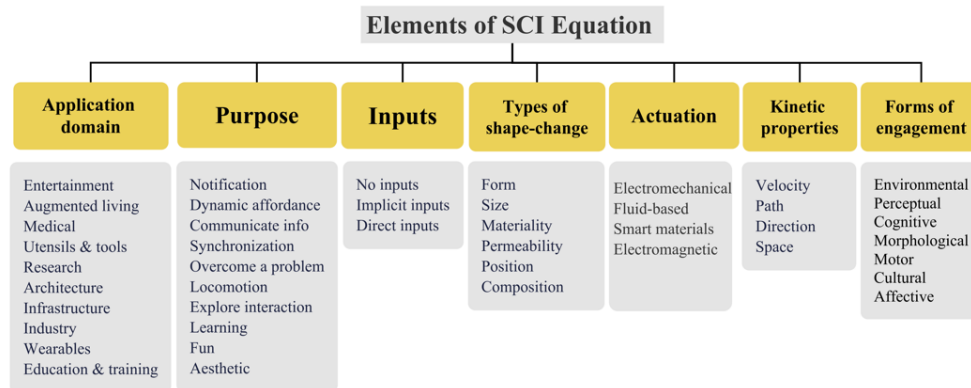 Elements of SCI Equation
Application
domain
Entertainment
Augmented living
Medical
Utensils & tools
Research
Architecture
Infrastructure
Industry
Wearables
Education & training
Purpose
Notification
Dynamic affordance
Communicate info
Synchronization
Overcome a problem
Locomotion
Explore interaction
Learning
Fun
Aesthetic
Inputs
No inputs
Implicit inputs
Direct inputs
Types of
shape-change
Form
Size
Materiality
Permeability
Position
Composition
Actuation
Electromechanical
Fluid-based
Smart materials
Electromagnetic
Kinetic
properties
Velocity
Path
Direction
Space
Forms of
engagement
Environmental
Perceptual
Cognitive
Morphological
Motor
Cultural
Affective